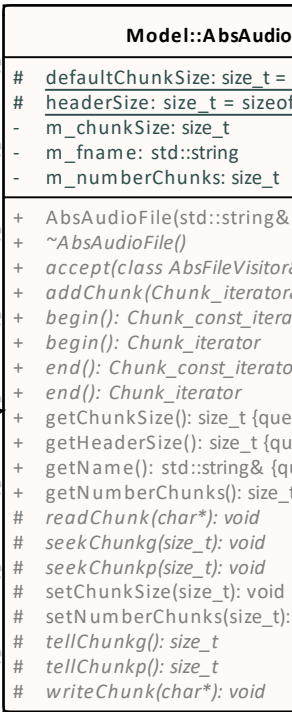 Model::AbsAudio
# defaultChunkSize: size_t =
# headerSize: size_t = sizeof
- m_chunkSize: size_t
- m_fname: std::string
- m_numberChunks: size_t
+ AbsAudioFile(std::string&
+ ~AbsAudioFile()
+ accept(class AbsFileVisitor&
+ addChunk(Chunk_iterator&
+ begin(): Chunk_const_itera
+ begin(): Chunk_iterator
+ end(): Chunk_const_iterato
+ end(): Chunk_iterator
+ getChunkSize(): size_t {que
+ getHeaderSize(): size_t {qu
+ getName(): std::string& {qu
+ getNumberChunks(): size_t
# readChunk(char*): void
# seekChunkg(size_t): void
# seekChunkp(size_t): void
# setChunkSize(size_t): void
# setNumberChunks(size_t):
# tellChunkg(): size_t
# tellChunkp(): size_t
# writeChunk(char*): void